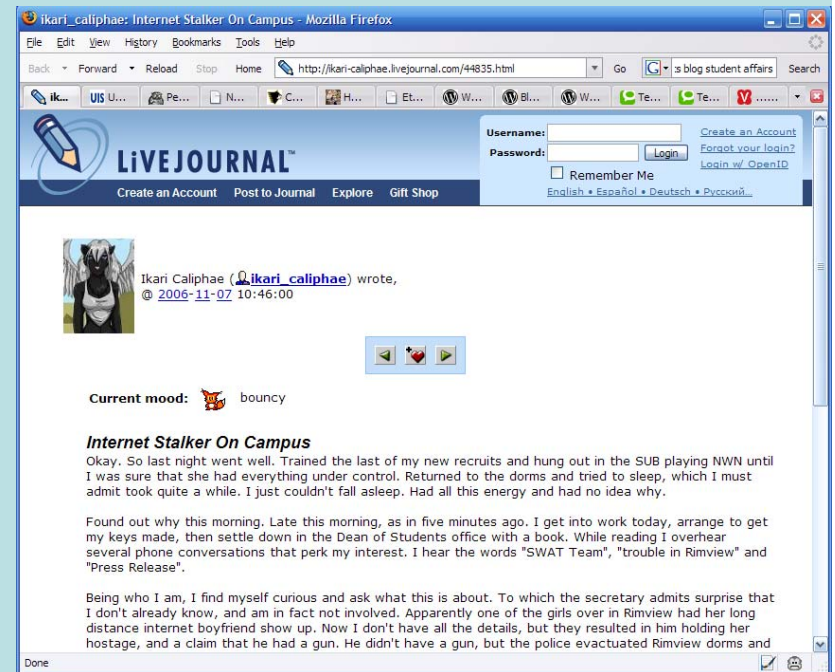 ikari_caliphae: Internet Stalker On Campus - Mozilla Firefox
File Edit View History Bookmarks Tools Help
Back Forward Reload Stop Home http://ikari-caliphae.livejournal.com/44835.html Go G :s blog student affairs Search
ik... UIS U... Pe... N... C... H... Et... W... Bl... W... Te... Te... V ......
LiVEJOURNAL™
Username:
Password: Login
Remember Me
Create an Account
Forgot your login?
Login w/ OpenID
English • Español • Deutsch • Русский...
Create an Account Post to Journal Explore Gift Shop
Ikari Caliphae (ikari_caliphae) wrote,
@ 2006-11-07 10:46:00
Current mood: bouncy
Internet Stalker On Campus
Okay. So last night went well. Trained the last of my new recruits and hung out in the SUB playing NWN until
I was sure that she had everything under control. Returned to the dorms and tried to sleep, which I must
admit took quite a while. I just couldn't fall asleep. Had all this energy and had no idea why.
Found out why this morning. Late this morning, as in five minutes ago. I get into work today, arrange to get
my keys made, then settle down in the Dean of Students office with a book. While reading I overhear
several phone conversations that perk my interest. I hear the words "SWAT Team", "trouble in Rimview" and
"Press Release".
Being who I am, I find myself curious and ask what this is about. To which the secretary admits surprise that
I don't already know, and am in fact not involved. Apparently one of the girls over in Rimview had her long
distance internet boyfriend show up. Now I don't have all the details, but they resulted in him holding her
hostage, and a claim that he had a gun. He didn't have a gun, but the police evactuated Rimview dorms and
Done